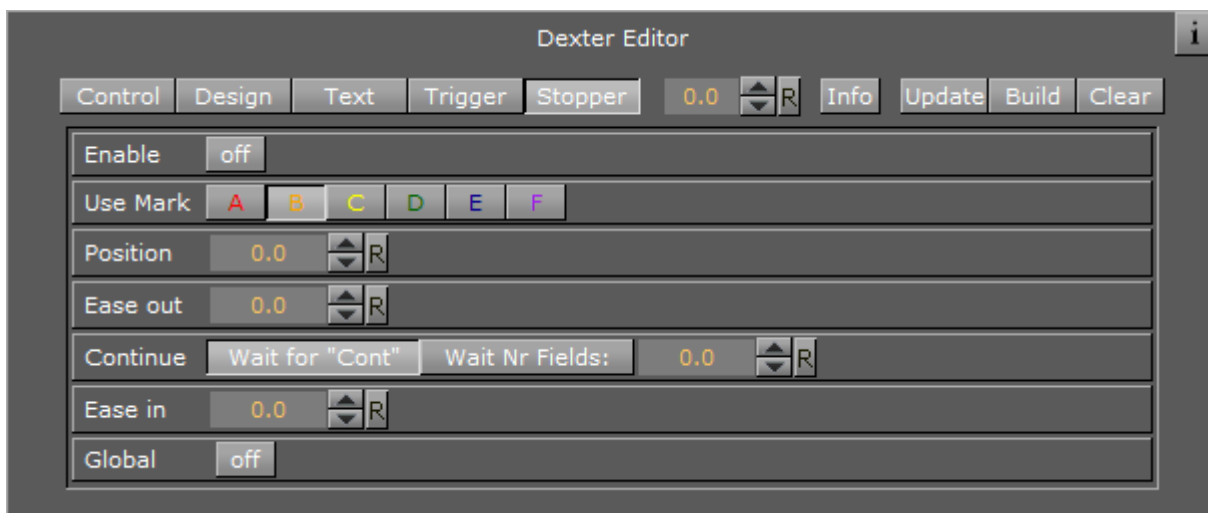 Dexter Editor
i
Control Design Text Trigger Stopper 0.0 R Info Update Build Clear
Enable off
Use Mark A B C D E F
Position 0.0 R
Ease out 0.0 R
Continue Wait for "Cont" Wait Nr Fields: 0.0 R
Ease in 0.0 R
Global off